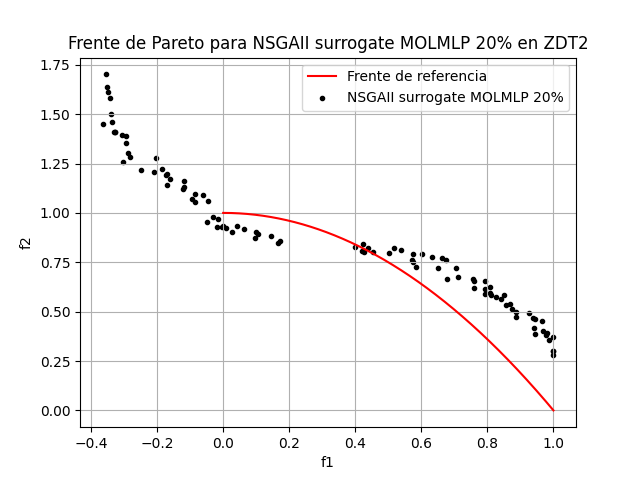 Frente de Pareto para NSGAII surrogate MOLMLP 20% en ZDT2
Frente de referencia
NSGAII surrogate MOLMLP 20%
f2
1.75
1.50
1.25
1.00
0.75
0.50
0.25
0.00
−0.4 −0.2 0.0 0.2 0.4 0.6 0.8 1.0
f1